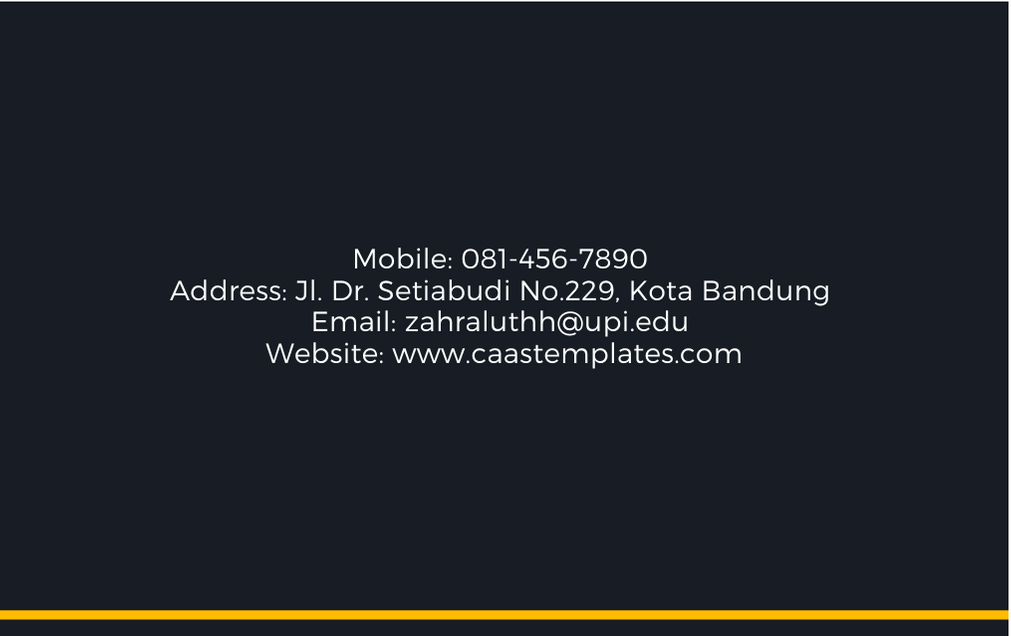 Mobile: 081-456-7890
Address: Jl. Dr. Setiabudi No.229, Kota Bandung
Email: zahraluthh@upi.edu
Website: www.caastemplates.com